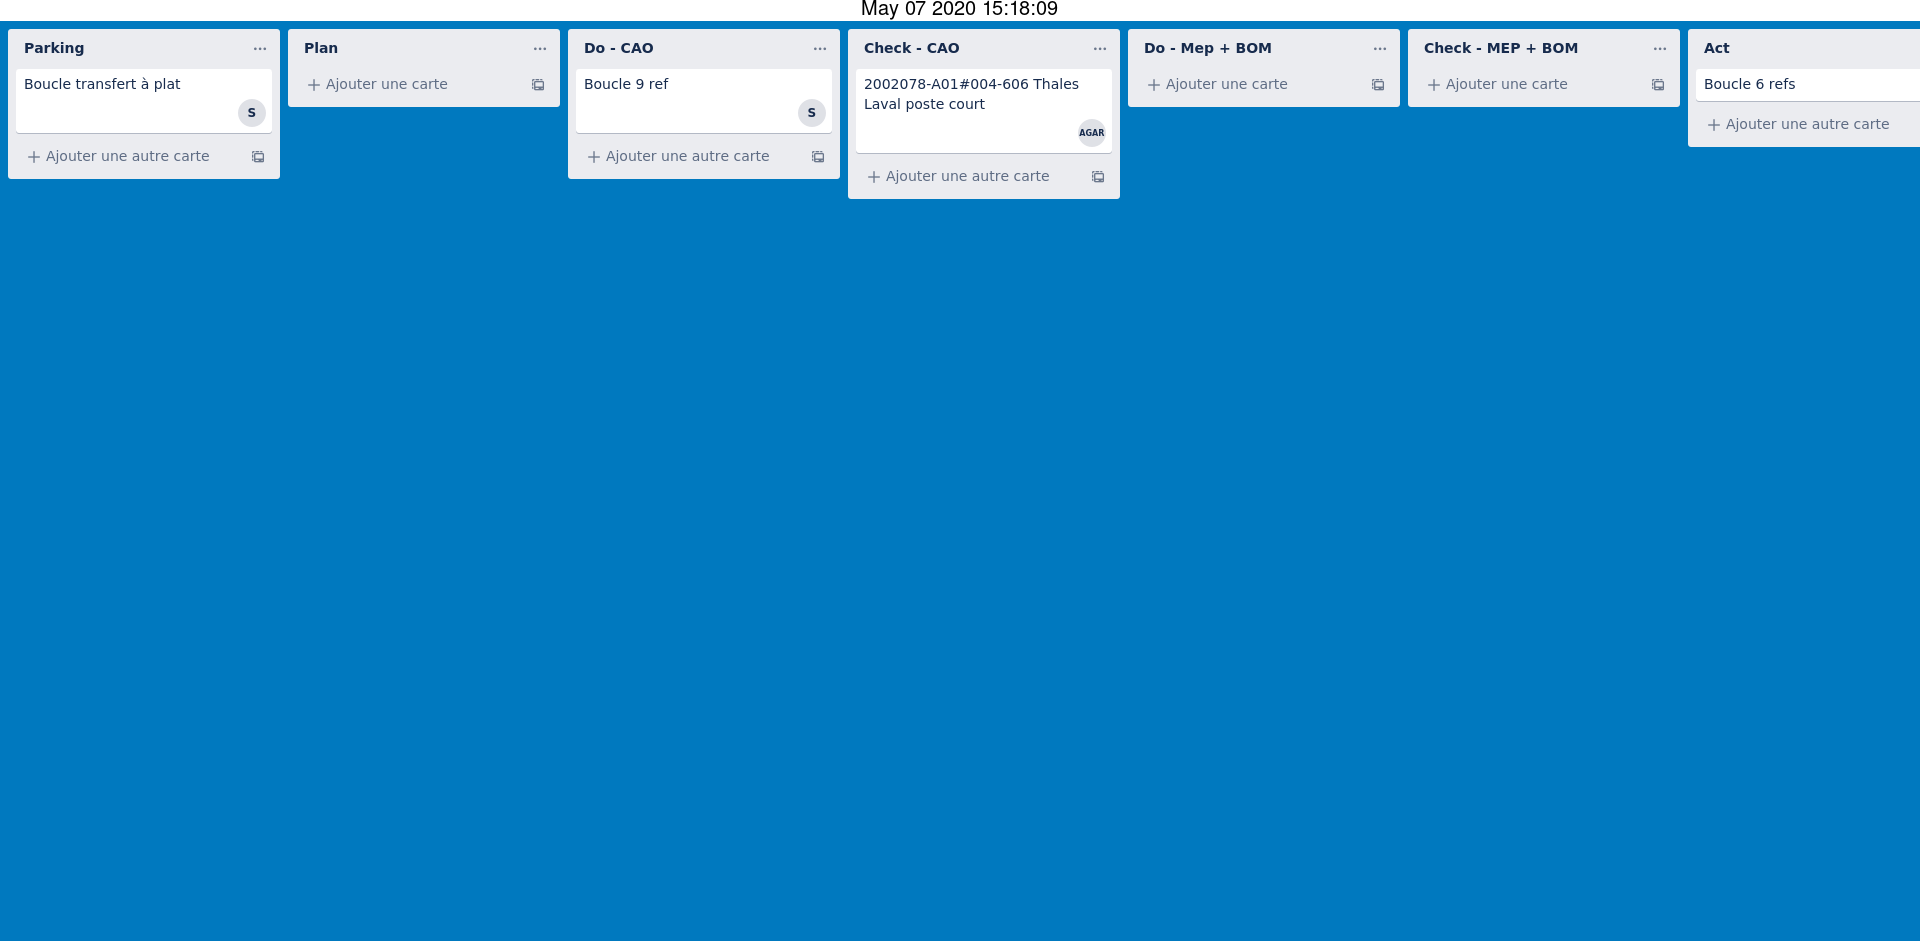 May 07 2020 15:18:09
Parking
Boucle transfert à plat
S
Ajouter une autre carte
Plan
Ajouter une carte
Do - CAO
Boucle 9 ref
S
Ajouter une autre carte
Check - CAO
2002078-A01#004-606 Thales
Laval poste court
AGAR
Ajouter une autre carte
Do - Mep + BOM
Ajouter une carte
Check - MEP + BOM
Ajouter une carte
Act
Boucle 6 refs
Ajouter une autre carte